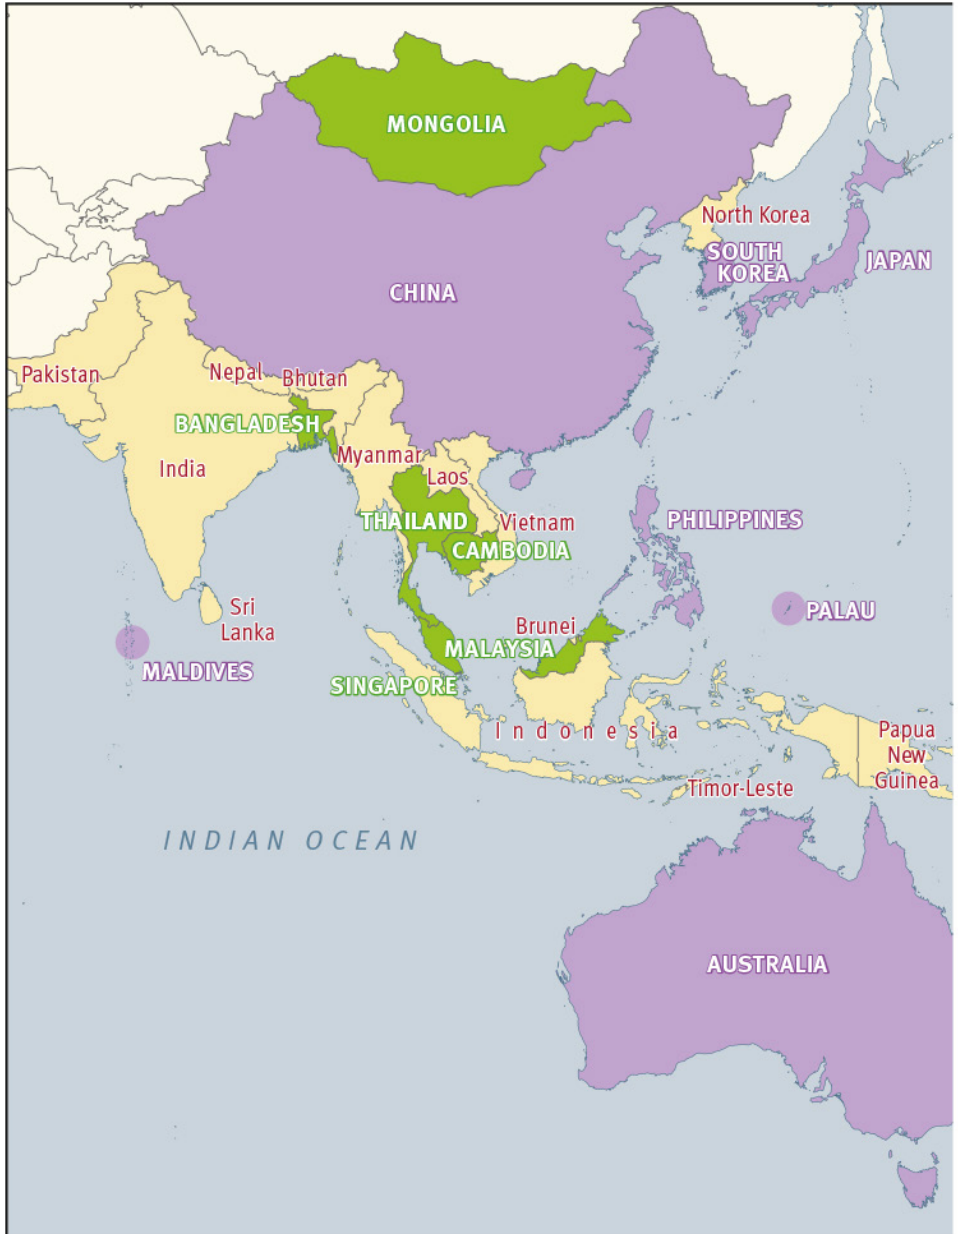 MONGOLIA
North Korea
SOUTH
KOREA
JAPAN
CHINA
Pakistan
Nepal
Bhutan
BANGLADESH
India
Myanmar
Laos
THAILAND
Vietnam
PHILIPPINES
CAMBODIA
Sri
Lanka
PALAU
Brunei
MALAYSIA
MALDIVES
SINGAPORE
Indonesia
Papua
New
Guinea
Timor-Leste
INDIAN OCEAN
AUSTRALIA